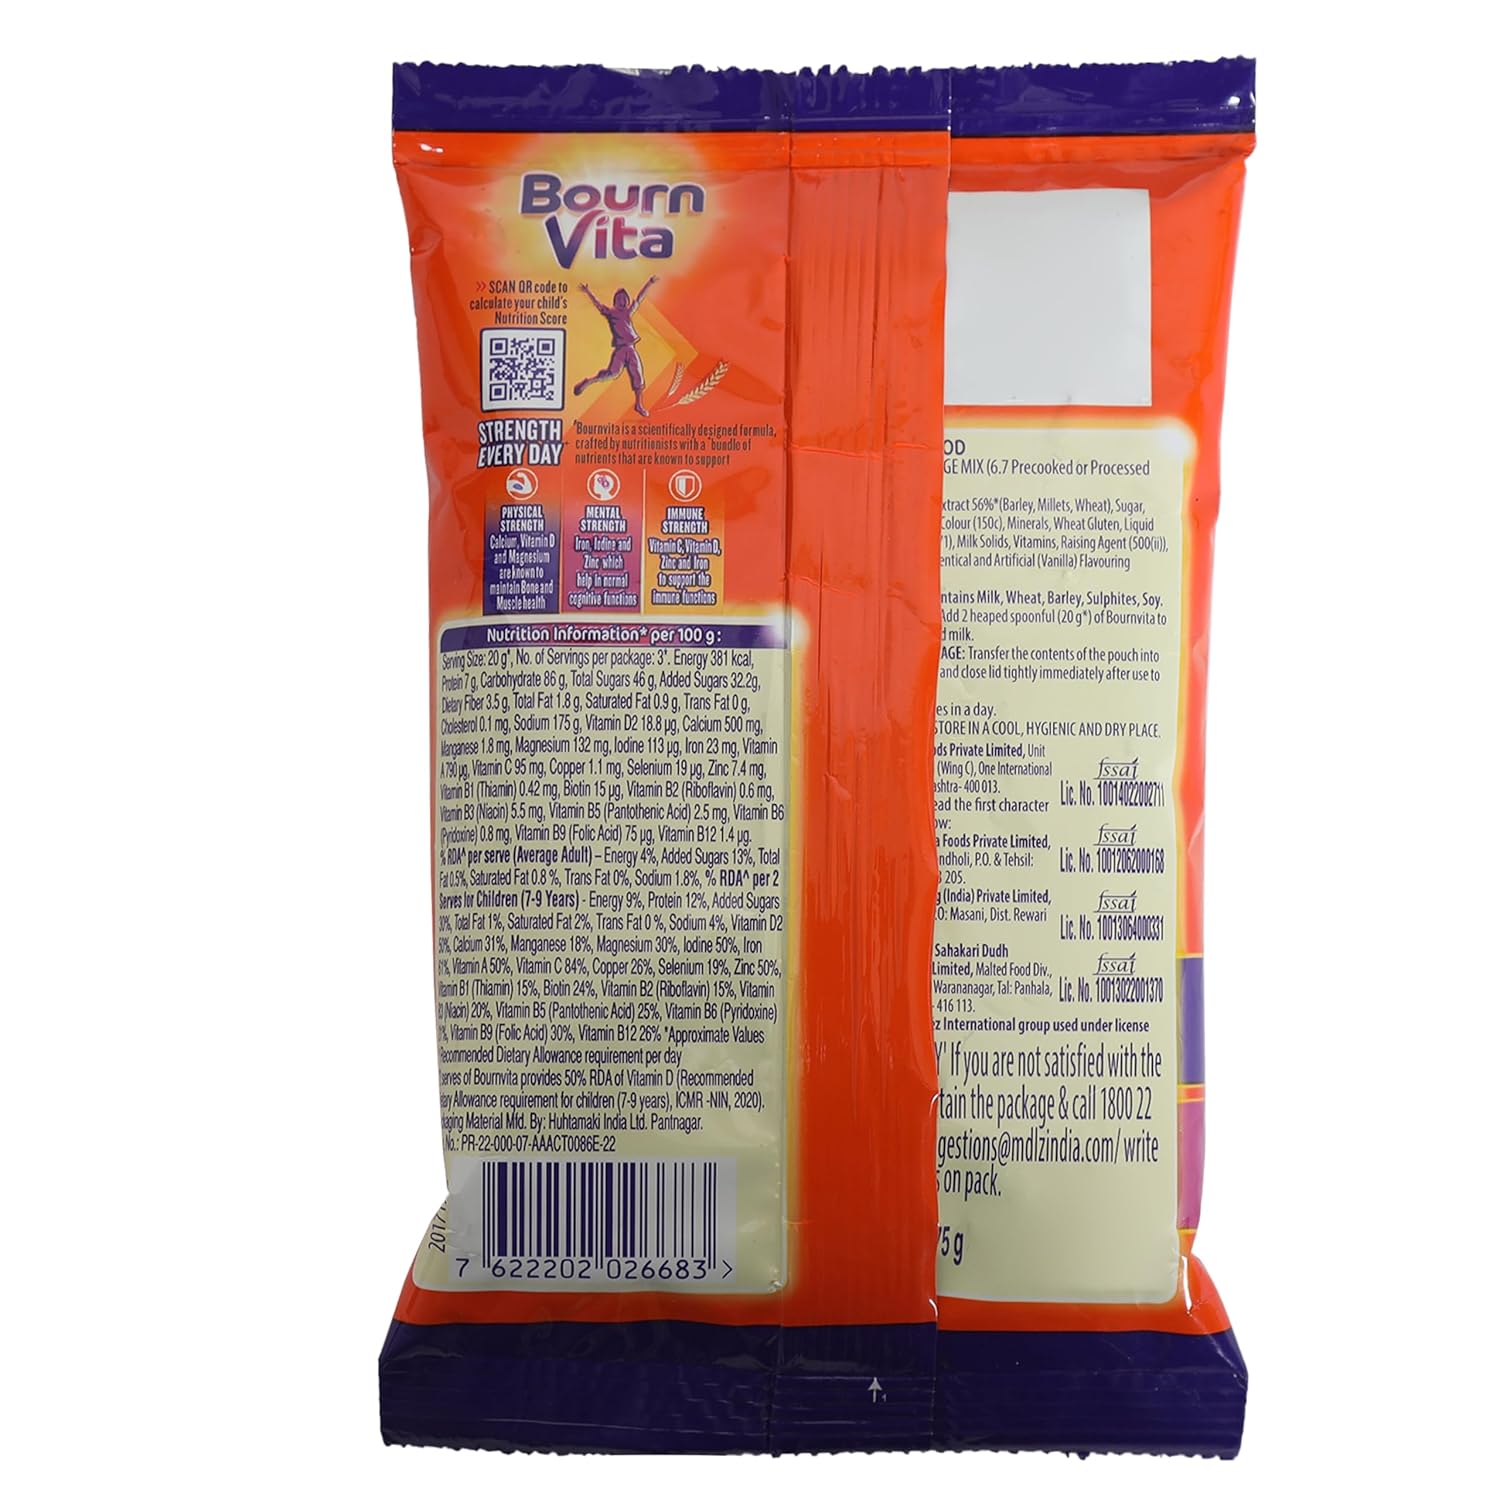 Bourn
Vita
>> SCAN QR code to
calculate your child's
Nutrition Score
STRENGTH
EVERY DAY
#Bournvita is a scientifically designed formula,
crafted by nutritionists with a *bundle of
nutrients that are known to support
PHYSICAL
STRENGTH
Calcium, Vitamin D
and Magnesium
are known to
maintain Bone and
Muscle health
MENTAL
STRENGTH
Iron, Iodine and
Zinc which
help in normal
cognitive functions
IMMUNE
STRENGTH
Vitamin C, Vitamin D,
Zinc and Iron
to support the
immune functions
Nutrition Information* per 100 g :
Serving Size: 20 g*, No. of Servings per package: 3*. Energy 381 kcal,
Protein 7 g, Carbohydrate 86 g, Total Sugars 46 g, Added Sugars 32.2g,
Dietary Fiber 3.5 g, Total Fat 1.8 g, Saturated Fat 0.9 g, Trans Fat 0 g,
Cholesterol 0.1 mg, Sodium 175 g, Vitamin D2 18.8 µg, Calcium 500 mg,
Manganese 1.8 mg, Magnesium 132 mg, Iodine 113 µg, Iron 23 mg, Vitamin
A 790 µg, Vitamin C 95 mg, Copper 1.1 mg, Selenium 19 µg, Zinc 7.4 mg,
Vitamin B1 (Thiamin) 0.42 mg, Biotin 15 µg, Vitamin B2 (Riboflavin) 0.6 mg,
Vitamin B3 (Niacin) 5.5 mg, Vitamin B5 (Pantothenic Acid) 2.5 mg, Vitamin B6
(Pyridoxine) 0.8 mg, Vitamin B9 (Folic Acid) 75 µg, Vitamin B12 1.4 µg.
% RDA^ per serve (Average Adult) – Energy 4%, Added Sugars 13%, Total
Fat 0.5%, Saturated Fat 0.8 %, Trans Fat 0%, Sodium 1.8%, % RDA^ per 2
Serves for Children (7-9 Years) - Energy 9%, Protein 12%, Added Sugars
30%, Total Fat 1%, Saturated Fat 2%, Trans Fat 0 %, Sodium 4%, Vitamin D2
50%, Calcium 31%, Manganese 18%, Magnesium 30%, Iodine 50%, Iron
61%, Vitamin A 50%, Vitamin C 84%, Copper 26%, Selenium 19%, Zinc 50%,
Vitamin B1 (Thiamin) 15%, Biotin 24%, Vitamin B2 (Riboflavin) 15%, Vitamin
(Niacin) 20%, Vitamin B5 (Pantothenic Acid) 25%, Vitamin B6 (Pyridoxine)
%, Vitamin B9 (Folic Acid) 30%, Vitamin B12 26% *Approximate Values
Recommended Dietary Allowance requirement per day
serves of Bournvita provides 50% RDA of Vitamin D (Recommended
ary Allowance requirement for children (7-9 years), ICMR -NIN, 2020).
aging Material Mfd. By: Huhtamaki India Ltd. Pantnagar.
No.: PR-22-000-07-AAACT0086E-22
2017
7 622202 026683 >
OD
GE MIX (6.7 Precooked or Processed
xtract 56%*(Barley, Millets, Wheat), Sugar,
Colour (150c), Minerals, Wheat Gluten, Liquid
1), Milk Solids, Vitamins, Raising Agent (500(ii)),
entical and Artificial (Vanilla) Flavouring
ntains Milk, Wheat, Barley, Sulphites, Soy.
Add 2 heaped spoonful (20 g*) of Bournvita to
d milk.
AGE: Transfer the contents of the pouch into
and close lid tightly immediately after use to
es in a day.
STORE IN A COOL, HYGIENIC AND DRY PLACE.
ods Private Limited, Unit
(Wing C), One International
ashtra- 400 013.
ead the first character
ow:
a Foods Private Limited,
ndholi, P.O. & Tehsil:
205.
g (India) Private Limited,
.O: Masani, Dist. Rewari
Sahakari Dudh
Limited, Malted Food Div.,
Warananagar, Tal: Panhala,
- 416 113.
fssai
Lic. No. 10014022002711
fssai
Lic. No. 10012062000168
fssai
Lic. No. 10013064000331
fssai
Lic. No. 10013022001370
ez International group used under license
Y' If you are not satisfied with the
tain the package & call 1800 22
gestions@mdlzindia.com/ write
s on pack.
75 g
1